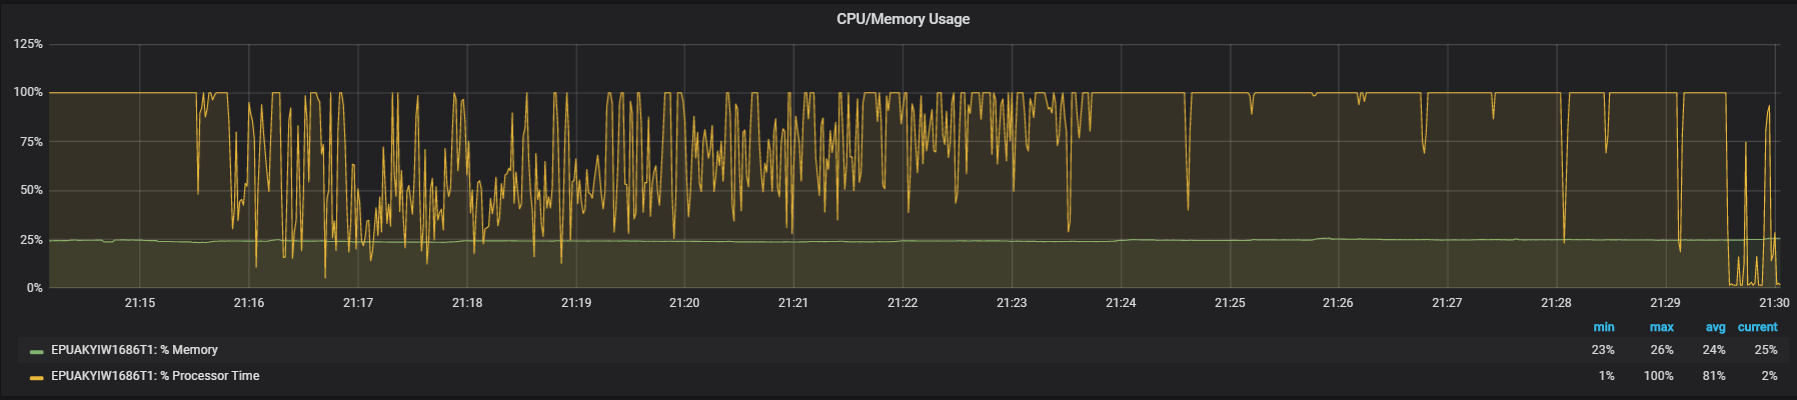 CPU/Memory Usage
125%
100%
75%
50%
25%
0%
21:15 21:16 21:17 21:18 21:19 21:20 21:21 21:22 21:23 21:24 21:25 21:26 21:27 21:28 21:29 21:30
min max avg current
EPUAKYIW1686T1: % Memory 23% 26% 24% 25%
EPUAKYIW1686T1: % Processor Time 1% 100% 81% 2%